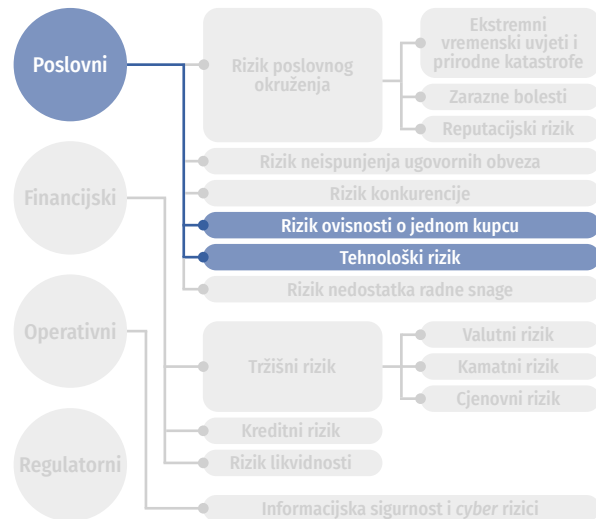 Poslovni
Financijski
Operativni
Regulatorni
Rizik poslovnog
okruženja
Ekstremni
vremenski uvjeti i
prirodne katastrofe
Zarazne bolesti
Reputacijski rizik
Rizik neispunjenja ugovornih obveza
Rizik konkurencije
Rizik ovisnosti o jednom kupcu
Tehnološki rizik
Rizik nedostatka radne snage
Tržišni rizik
Valutni rizik
Kamatni rizik
Cjenovni rizik
Kreditni rizik
Rizik likvidnosti
Informacijska sigurnost i cyber rizici